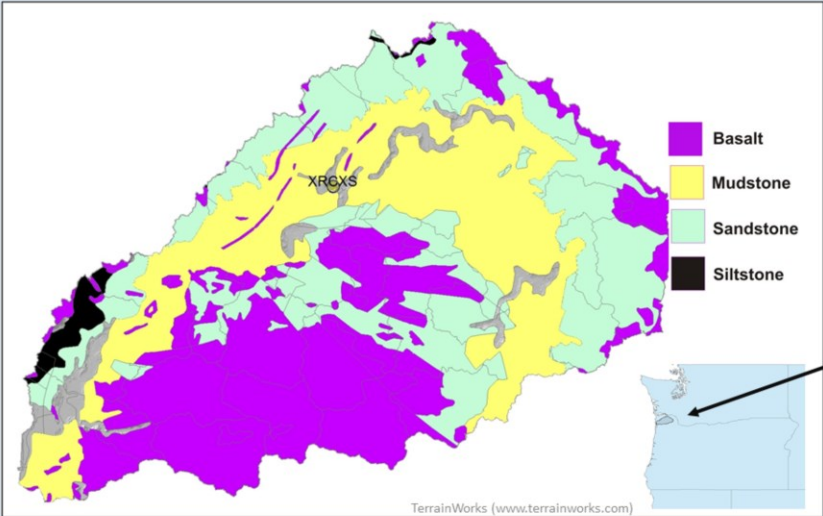 Basalt
Mudstone
XRCXS
Sandstone
Siltstone
TerrainWorks (www.terrainworks.com)